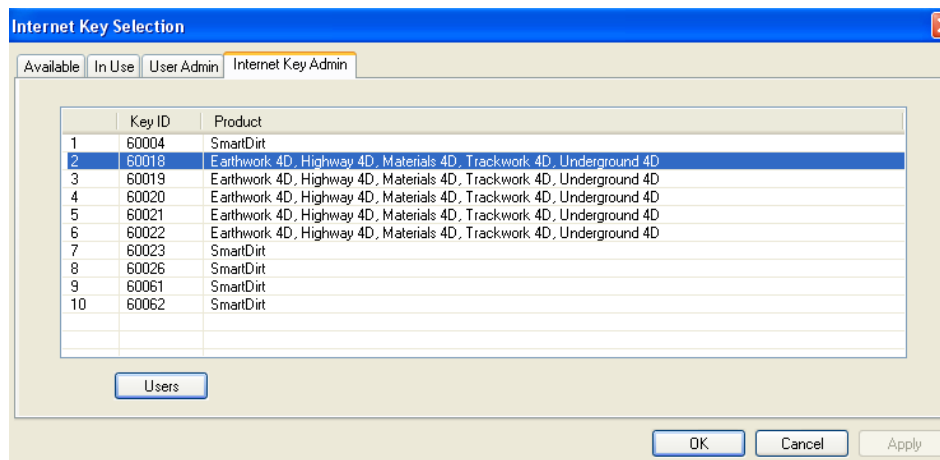 Internet Key Selection
Available In Use User Admin Internet Key Admin
Key ID Product
1 60004 SmartDirt
2 60018 Earthwork 4D, Highway 4D, Materials 4D, Trackwork 4D, Underground 4D
3 60019 Earthwork 4D, Highway 4D, Materials 4D, Trackwork 4D, Underground 4D
4 60020 Earthwork 4D, Highway 4D, Materials 4D, Trackwork 4D, Underground 4D
5 60021 Earthwork 4D, Highway 4D, Materials 4D, Trackwork 4D, Underground 4D
6 60022 Earthwork 4D, Highway 4D, Materials 4D, Trackwork 4D, Underground 4D
7 60023 SmartDirt
8 60026 SmartDirt
9 60061 SmartDirt
10 60062 SmartDirt
Users
OK Cancel Apply